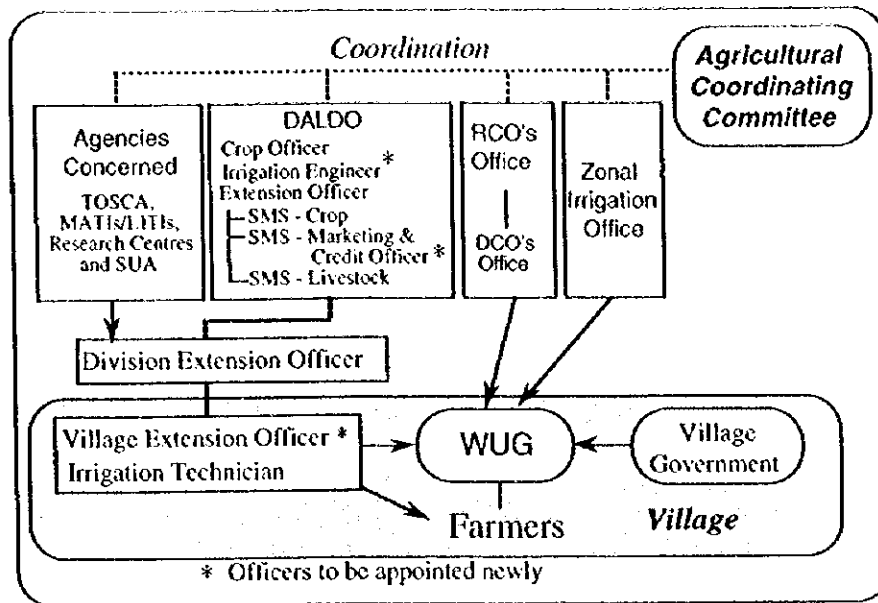 Coordination
Agricultural
Coordinating
Committee
Agencies
Concerned
TOSCA,
MATIs/LITIs,
Research Centres
and SUA
DALDO
Crop Officer
Irrigation Engineer *
Extension Officer
SMS - Crop
SMS - Marketing &
Credit Officer *
SMS - Livestock
RCO's
Office
DCO's
Office
Zonal
Irrigation
Office
Division Extension Officer
Village Extension Officer *
Irrigation Technician
WUG
Village
Government
Farmers
Village
* Officers to be appointed newly